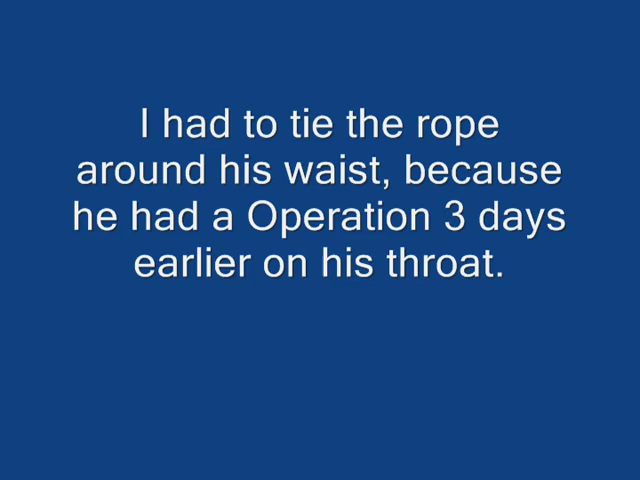 I had to tie the rope
around his waist, because
he had a Operation 3 days
earlier on his throat.